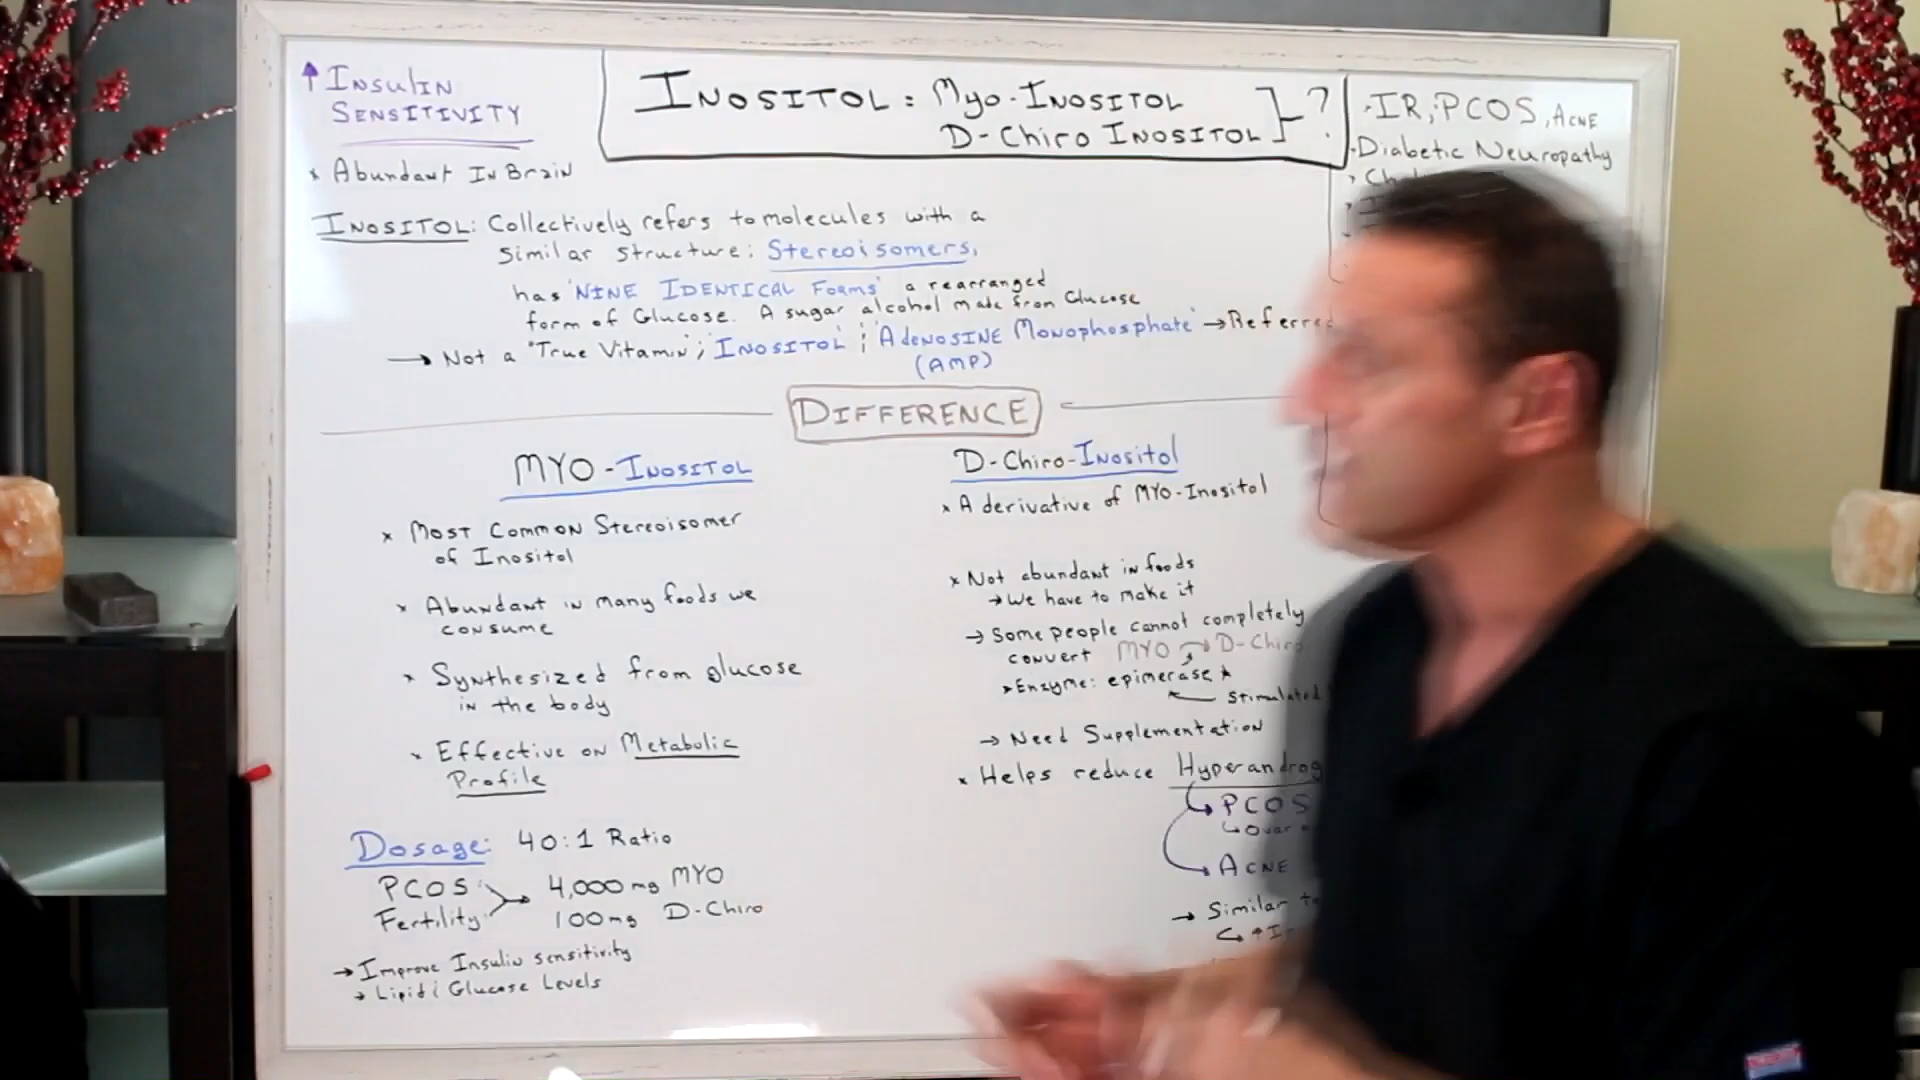 ↑ INSULIN
SENSITIVITY
INOSITOL: Myo-INOSITOL
D-Chiro INOSITOL } ?
IR; PCOS, ACNE
Diabetic Neuropathy
x Abundant In Brain
INOSITOL: Collectively refers to molecules with a
similar structure: Stereoisomers,
has 'NINE IDENTICAL FORMS' a rearranged
form of Glucose. A sugar alcohol made from Glucose
→ Not a "True Vitamin"; 'INOSITOL' ; 'ADENOSINE Monophosphate' → Referred
(AMP)
DIFFERENCE
MYO-INOSITOL
x MOST COMMON Stereoisomer
of Inositol
x Abundant in many foods we
consume
x Synthesized from glucose
in the body
x Effective on Metabolic
Profile
Dosage: 40:1 Ratio
PCOS: → 4,000mg MYO
Fertility: 100mg D-Chiro
→ Improve Insulin sensitivity
→ Lipid & Glucose Levels
D-Chiro-Inositol
x A derivative of MYO-Inositol
x Not abundant in foods
→ We have to make it
→ Some people cannot completely
convert MYO → D-Chiro
➤ Enzyme: epimerase *
← Stimulated
→ Need Supplementation
x Helps reduce Hyperandrog
PCOS
ACNE
→ Similar to